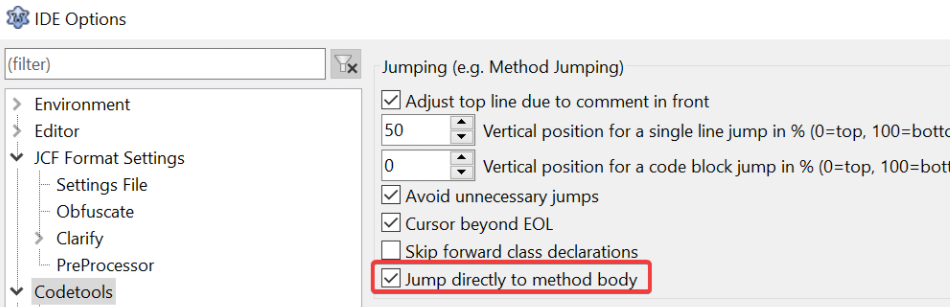 IDE Options
(filter)
Environment
Editor
JCF Format Settings
Settings File
Obfuscate
Clarify
PreProcessor
Codetools
Jumping (e.g. Method Jumping)
Adjust top line due to comment in front
50 Vertical position for a single line jump in % (0=top, 100=botto
0 Vertical position for a code block jump in % (0=top, 100=botto
Avoid unnecessary jumps
Cursor beyond EOL
Skip forward class declarations
Jump directly to method body